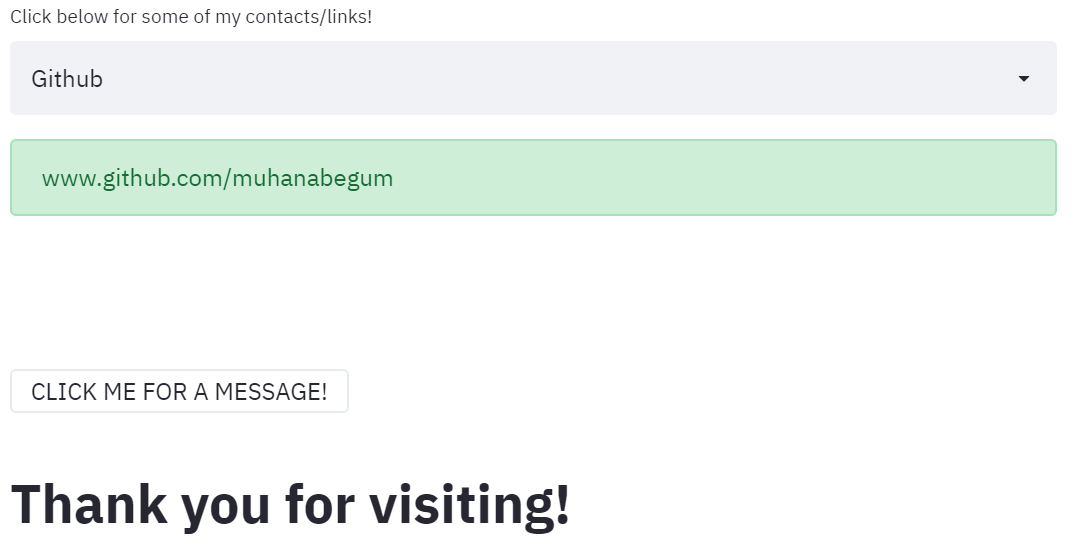 Click below for some of my contacts/links!
Github
www.github.com/muhanabegum
CLICK ME FOR A MESSAGE!
Thank you for visiting!